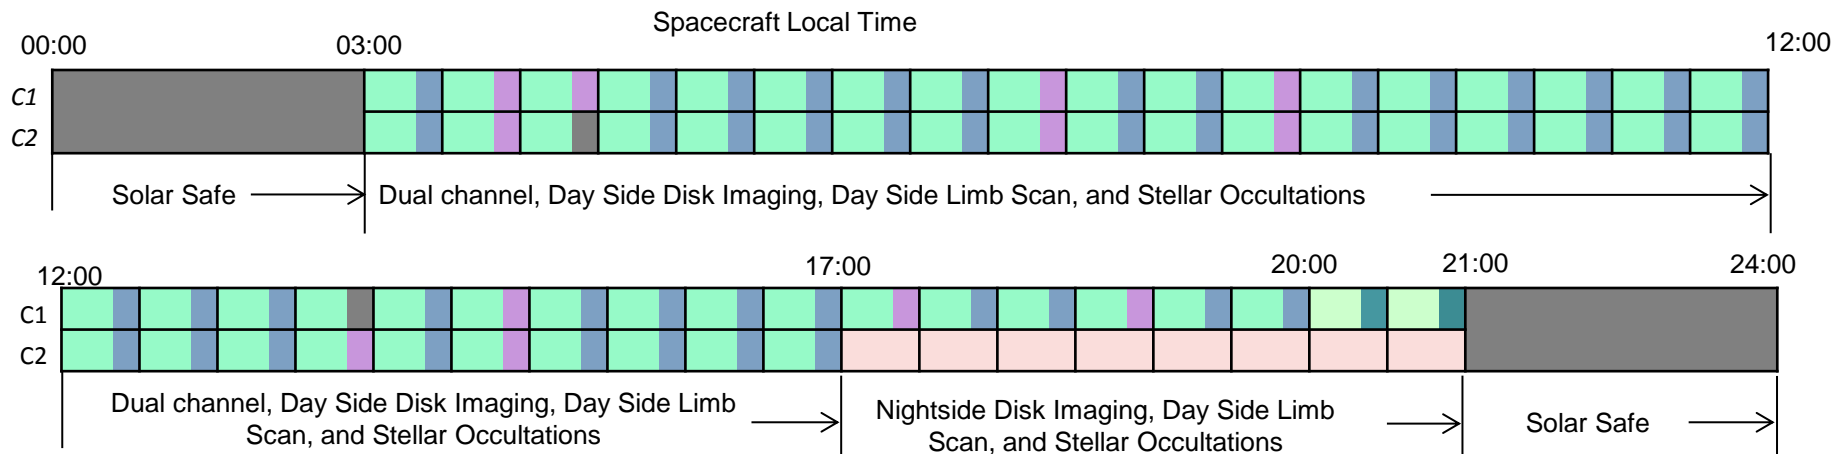 Spacecraft Local Time
00:00 03:00 12:00
C1
C2
Solar Safe Dual channel, Day Side Disk Imaging, Day Side Limb Scan, and Stellar Occultations
12:00 17:00 20:00 21:00 24:00
C1
C2
Dual channel, Day Side Disk Imaging, Day Side Limb
Scan, and Stellar Occultations
Nightside Disk Imaging, Day Side Limb
Scan, and Stellar Occultations
Solar Safe